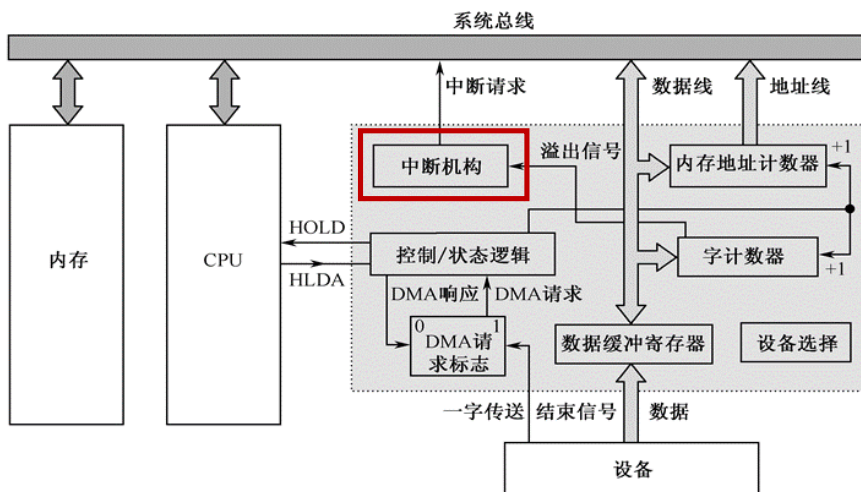 系统总线
中断请求
数据线
地址线
中断机构
溢出信号
内存地址计数器
+1
HOLD
控制/状态逻辑
字计数器
+1
内存
CPU
HLDA
DMA响应
DMA请求
0
1
DMA请
求标志
数据缓冲寄存器
设备选择
一字传送
结束信号
数据
设备